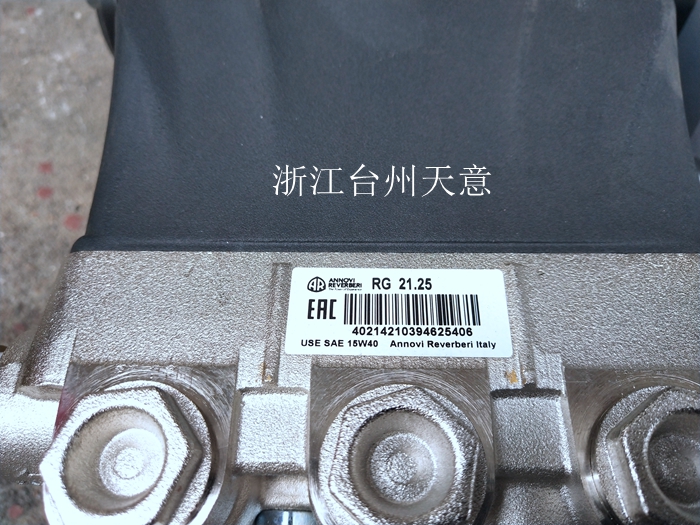 浙江台州天意
AR ANNOVI REVERBERI RG 21.25
EAC
40214210394625406
USE SAE 15W40 Annovi Reverberi Italy